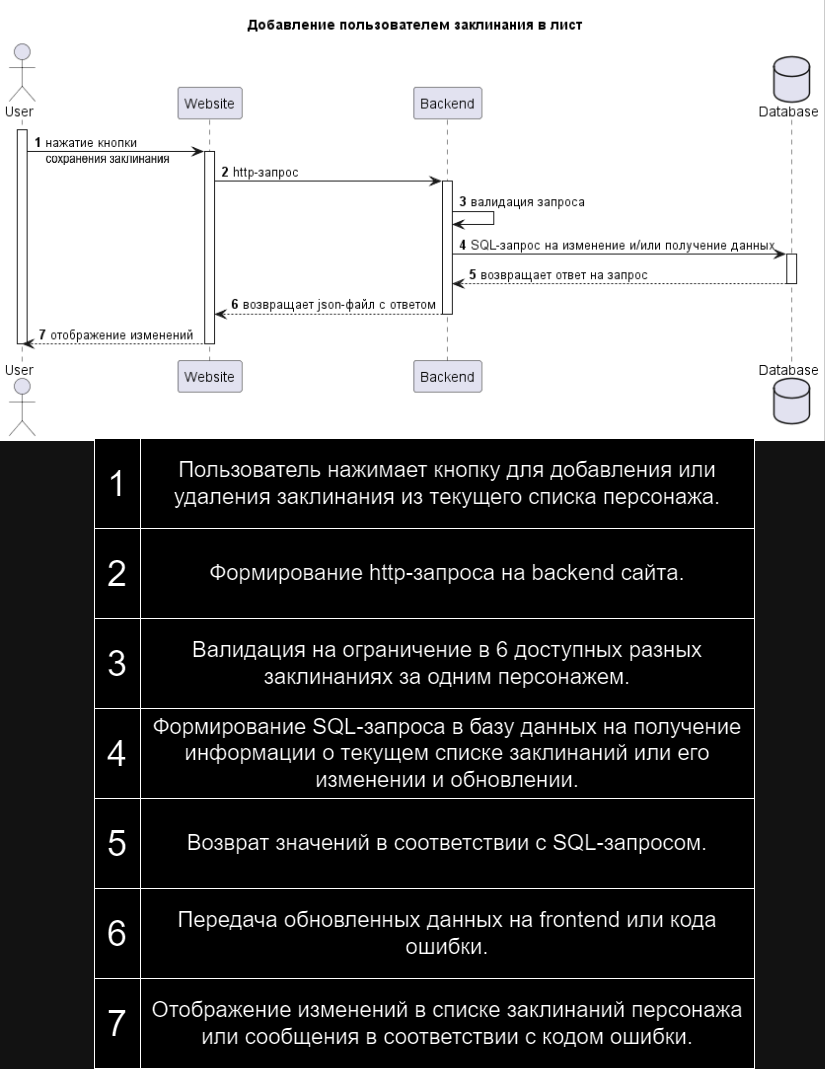 Добавление пользователем заклинания в лист
User
Website
Backend
Database
1 нажатие кнопки
сохранения заклинания
2 http-запрос
3 валидация запроса
4 SQL-запрос на изменение и/или получение данных
5 возвращает ответ на запрос
6 возвращает json-файл с ответом
7 отображение изменений
User
Website
Backend
Database
1
Пользователь нажимает кнопку для добавления или
удаления заклинания из текущего списка персонажа.
2
Формирование http-запроса на backend сайта.
3
Валидация на ограничение в 6 доступных разных
заклинаниях за одним персонажем.
4
Формирование SQL-запроса в базу данных на получение
информации о текущем списке заклинаний или его
изменении и обновлении.
5
Возврат значений в соответствии с SQL-запросом.
6
Передача обновленных данных на frontend или кода
ошибки.
7
Отображение изменений в списке заклинаний персонажа
или сообщения в соответствии с кодом ошибки.